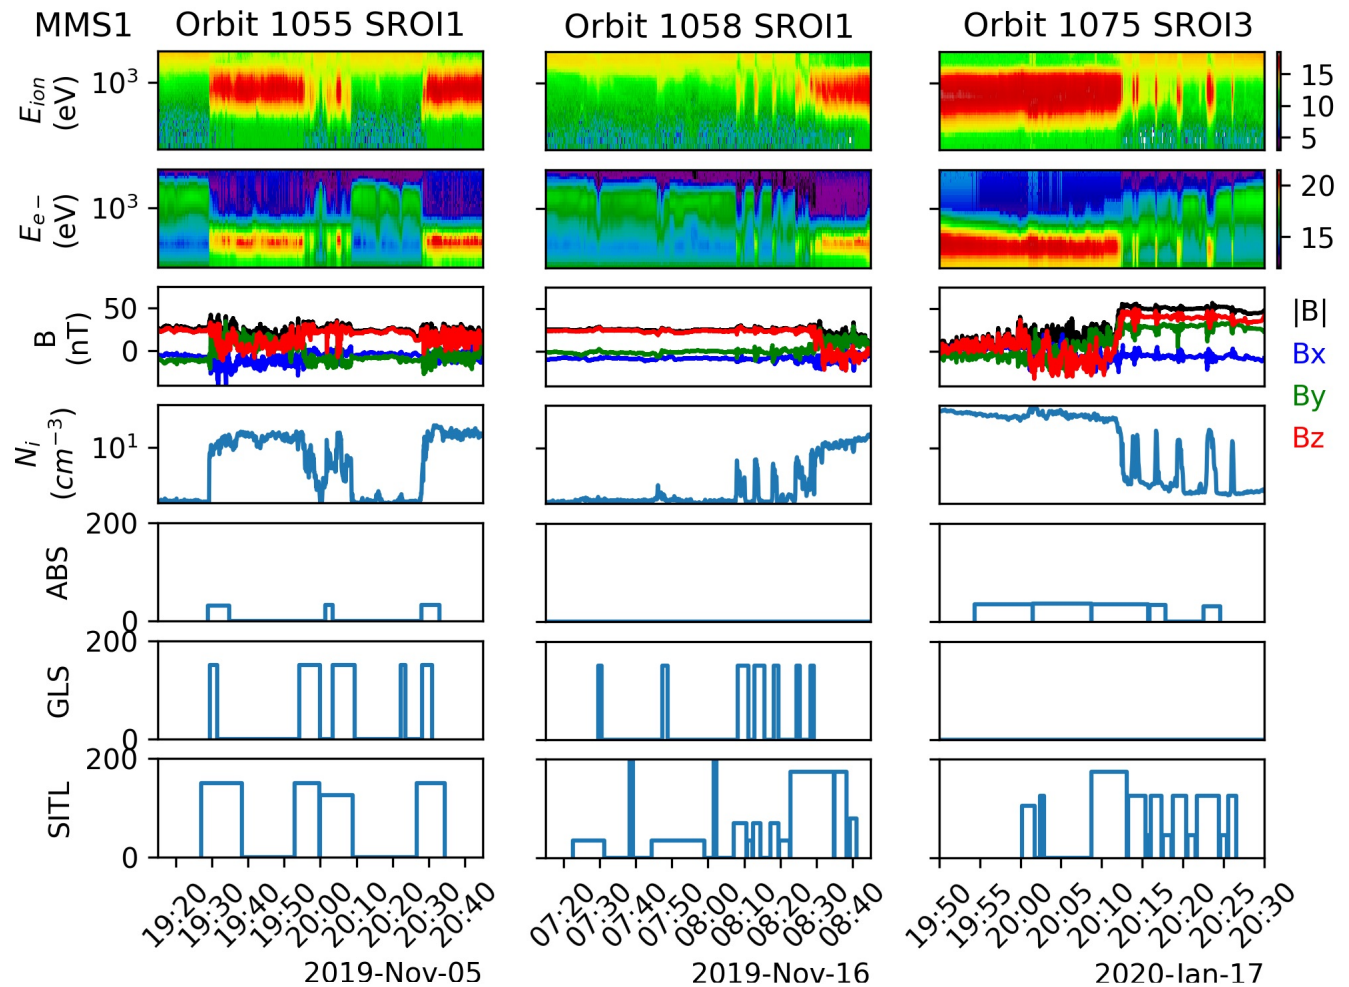 MMS1 Orbit 1055 SROI1 Orbit 1058 SROI1 Orbit 1075 SROI3
E_ion (eV) 10^3 15 10 5
E_e− (eV) 10^3 20 15
B (nT) 50 0 |B| Bx By Bz
N_i (cm^−3) 10^1
ABS 200 0
GLS 200 0
SITL 200 0
19:20 19:30 19:40 19:50 20:00 20:10 20:20 20:30 20:40 07:20 07:30 07:40 07:50 08:00 08:10 08:20 08:30 08:40 19:50 19:55 20:00 20:05 20:10 20:15 20:20 20:25 20:30
2019-Nov-05 2019-Nov-16 2020-Jan-17